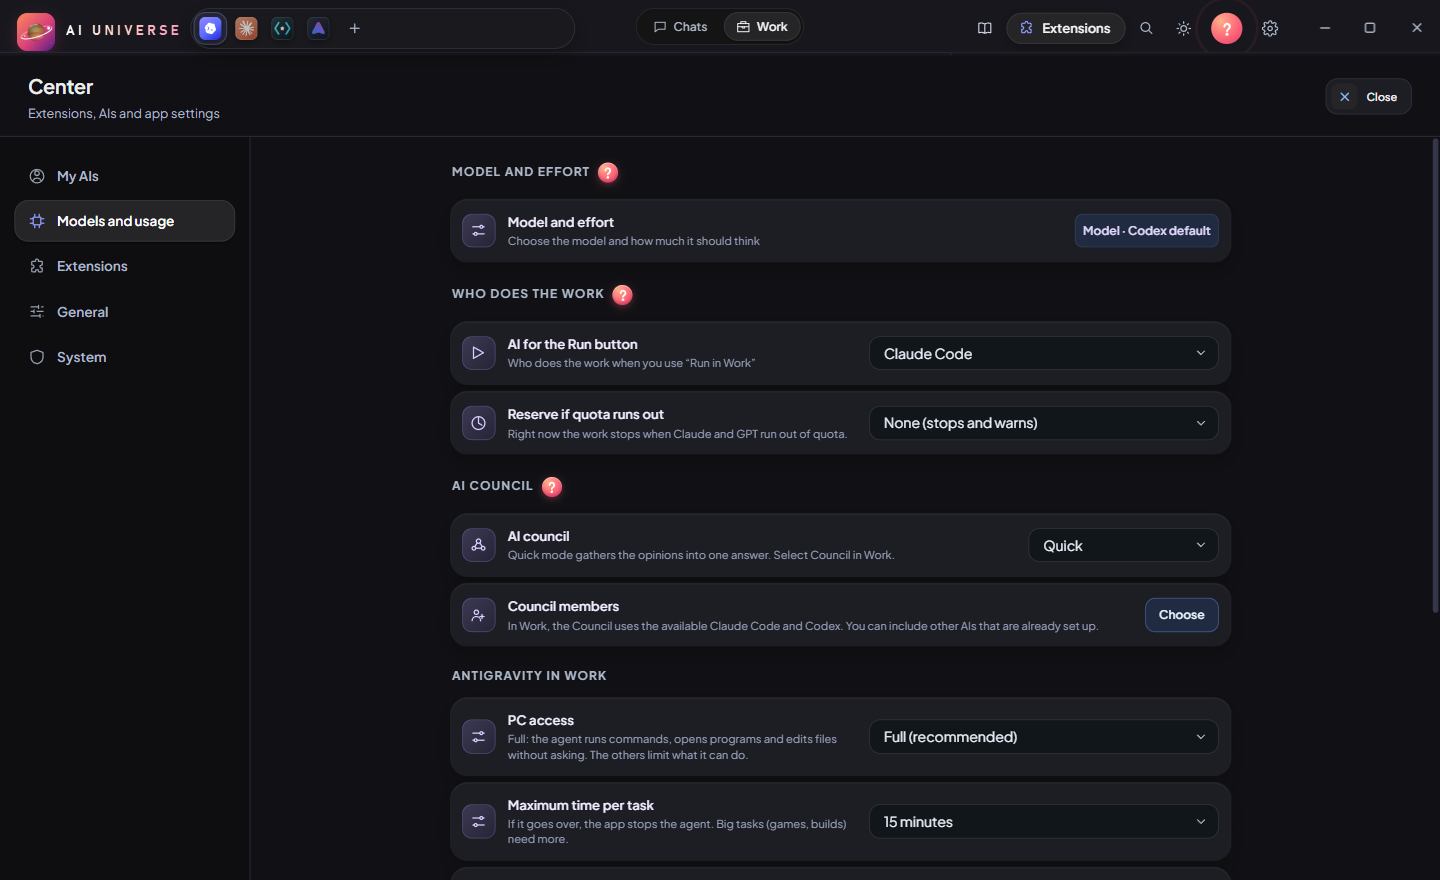 AI UNIVERSE
Chats
Work
Extensions
?
Center
Extensions, AIs and app settings
Close
My AIs
Models and usage
Extensions
General
System
MODEL AND EFFORT ?
Model and effort
Choose the model and how much it should think
Model · Codex default
WHO DOES THE WORK ?
AI for the Run button
Who does the work when you use “Run in Work”
Claude Code
Reserve if quota runs out
Right now the work stops when Claude and GPT run out of quota.
None (stops and warns)
AI COUNCIL ?
AI council
Quick mode gathers the opinions into one answer. Select Council in Work.
Quick
Council members
In Work, the Council uses the available Claude Code and Codex. You can include other AIs that are already set up.
Choose
ANTIGRAVITY IN WORK
PC access
Full: the agent runs commands, opens programs and edits files
without asking. The others limit what it can do.
Full (recommended)
Maximum time per task
If it goes over, the app stops the agent. Big tasks (games, builds)
need more.
15 minutes